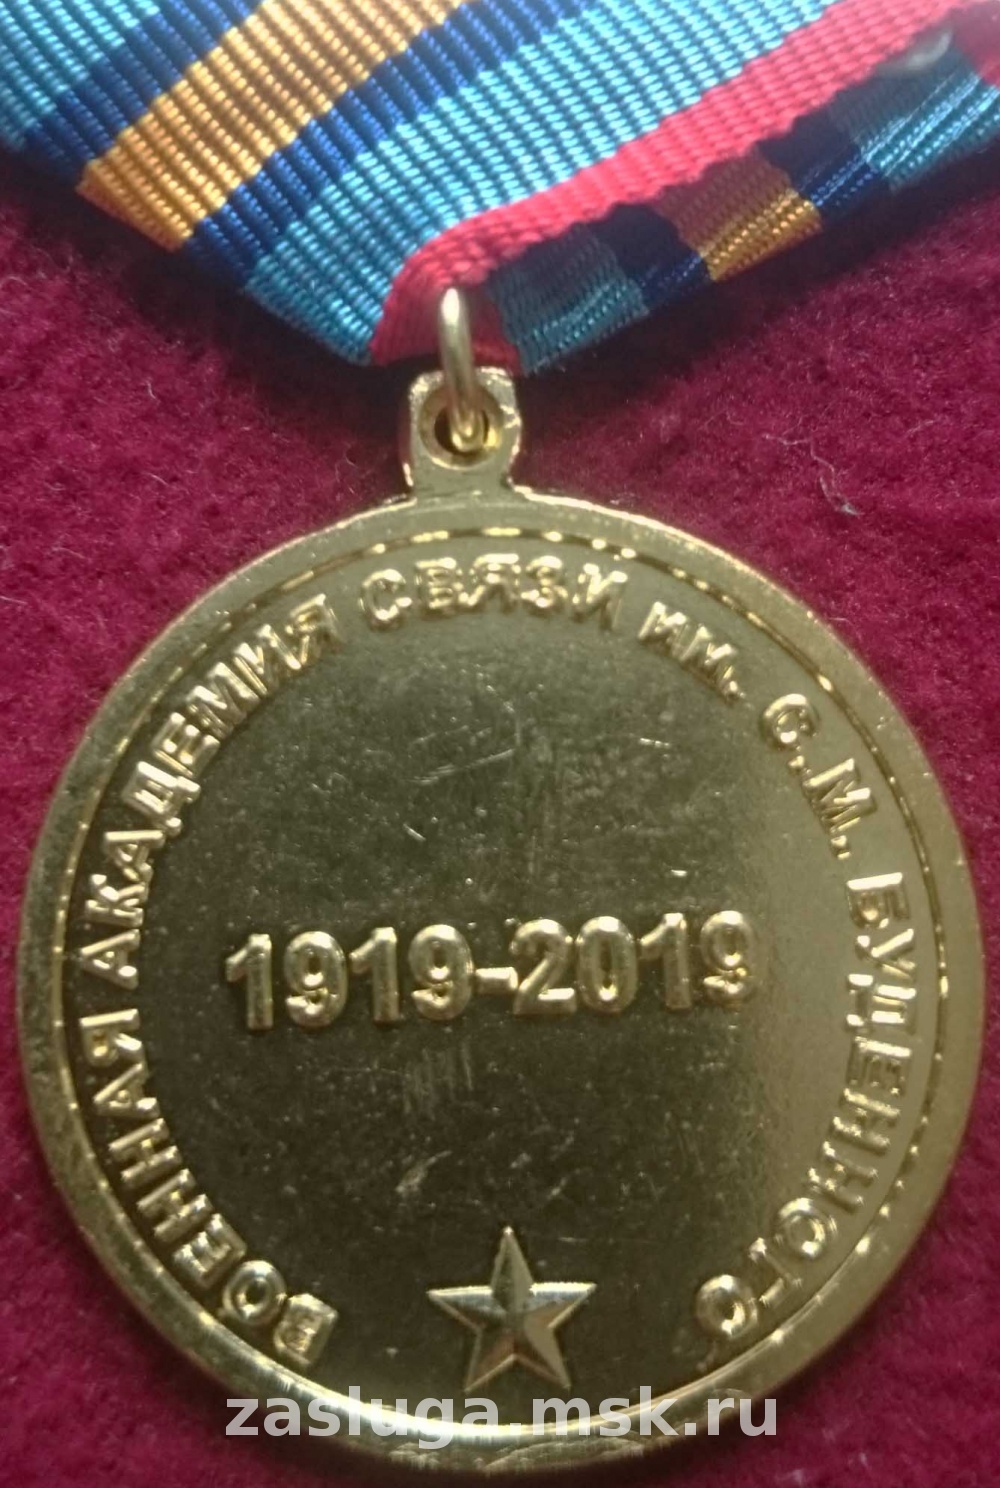 ВОЕННАЯ АКАДЕМИЯ СВЯЗИ им. С.М. БУДЕННОГО
1919-2019
zasluga.msk.ru